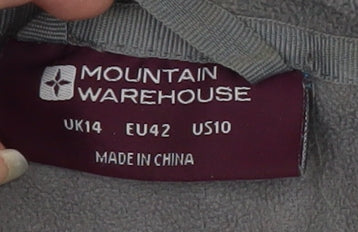 MOUNTAIN
WAREHOUSE
UK14 EU42 US10
MADE IN CHINA